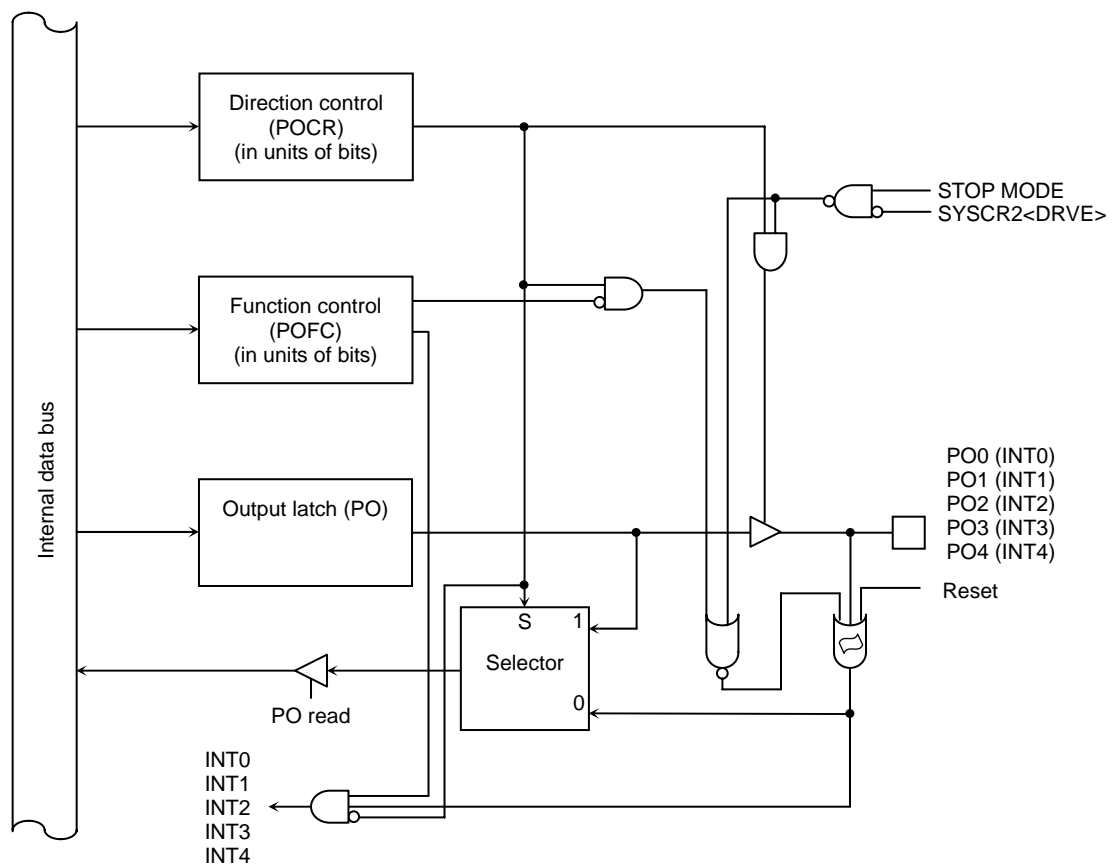 Direction control
(POCR)
(in units of bits)
STOP MODE
SYSCR2<DRVE>
Function control
(POFC)
(in units of bits)
Internal data bus
Output latch (PO)
PO0 (INT0)
PO1 (INT1)
PO2 (INT2)
PO3 (INT3)
PO4 (INT4)
Reset
S
1
Selector
0
PO read
INT0
INT1
INT2
INT3
INT4